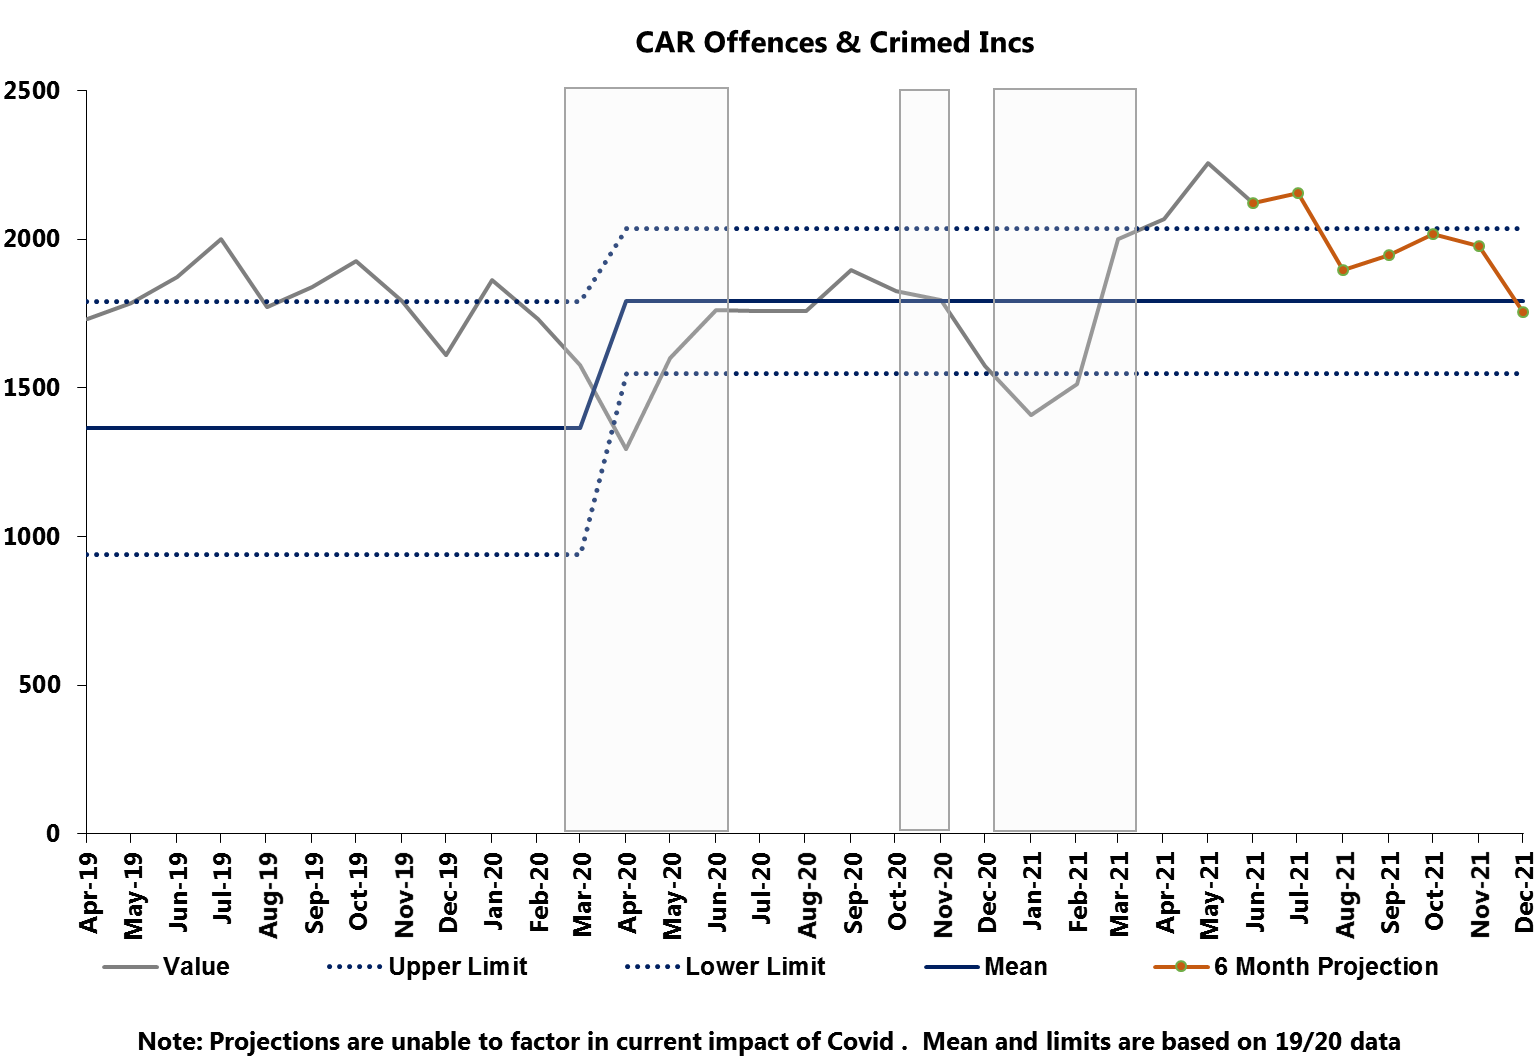 CAR Offences & Crimed Incs
2500
2000
1500
1000
500
0
Apr-19 May-19 Jun-19 Jul-19 Aug-19 Sep-19 Oct-19 Nov-19 Dec-19 Jan-20 Feb-20 Mar-20 Apr-20 May-20 Jun-20 Jul-20 Aug-20 Sep-20 Oct-20 Nov-20 Dec-20 Jan-21 Feb-21 Mar-21 Apr-21 May-21 Jun-21 Jul-21 Aug-21 Sep-21 Oct-21 Nov-21 Dec-21
Value Upper Limit Lower Limit Mean 6 Month Projection
Note: Projections are unable to factor in current impact of Covid .  Mean and limits are based on 19/20 data